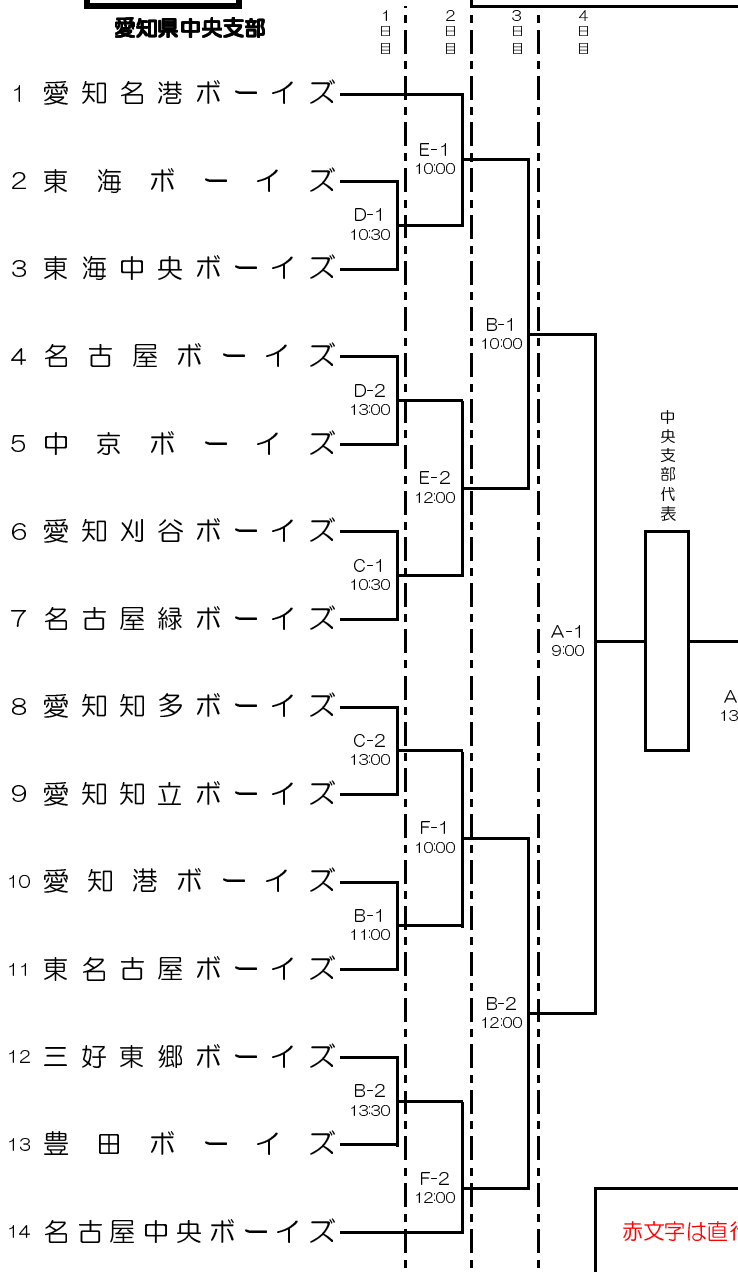 愛知県中央支部
1日目
2日目
3日目
4日目
1 愛知名港ボーイズ
E-1
10:00
2 東海ボーイズ
D-1
10:30
3 東海中央ボーイズ
B-1
10:00
4 名古屋ボーイズ
D-2
13:00
5 中京ボーイズ
E-2
12:00
中央支部代表
6 愛知刈谷ボーイズ
C-1
10:30
7 名古屋緑ボーイズ
A-1
9:00
8 愛知知多ボーイズ
A
13
C-2
13:00
9 愛知知立ボーイズ
F-1
10:00
10 愛知港ボーイズ
B-1
11:00
11 東名古屋ボーイズ
B-2
12:00
12 三好東郷ボーイズ
B-2
13:30
13 豊田ボーイズ
F-2
12:00
14 名古屋中央ボーイズ
赤文字は直行